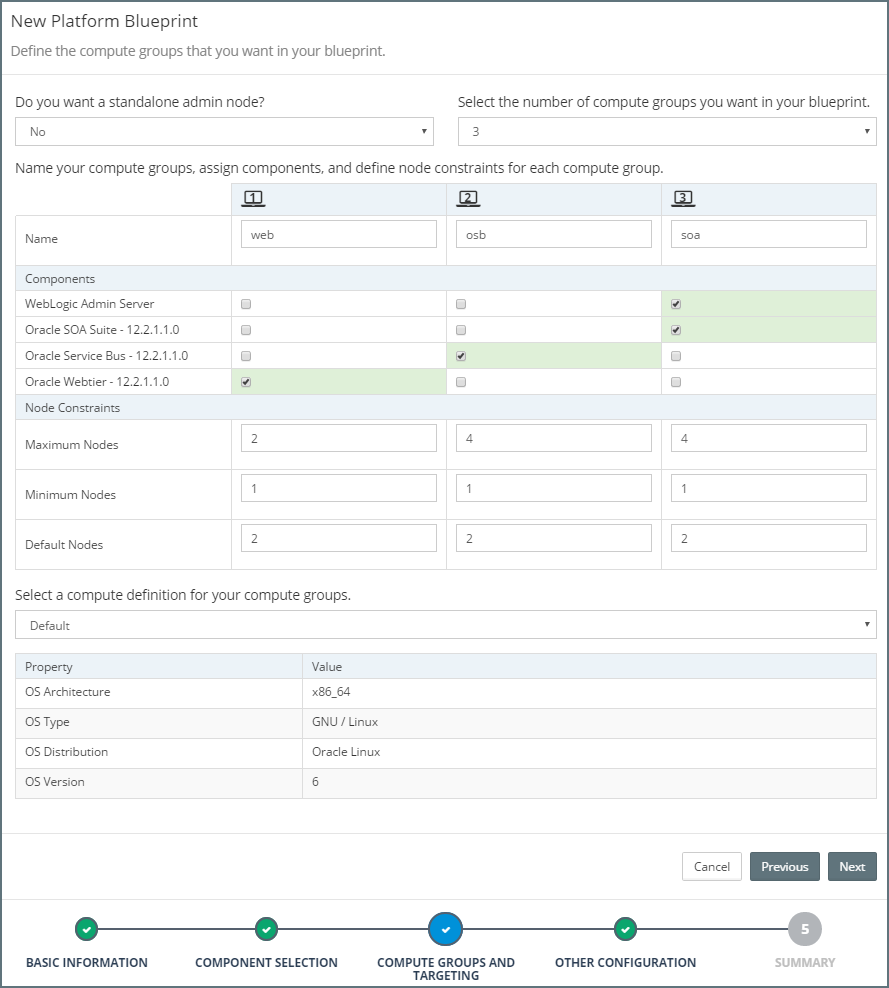 New Platform Blueprint
Define the compute groups that you want in your blueprint.
Do you want a standalone admin node?
No
Select the number of compute groups you want in your blueprint.
3
Name your compute groups, assign components, and define node constraints for each compute group.
1 2 3
Name web osb soa
Components
WebLogic Admin Server
Oracle SOA Suite - 12.2.1.1.0
Oracle Service Bus - 12.2.1.1.0
Oracle Webtier - 12.2.1.1.0
Node Constraints
Maximum Nodes 2 4 4
Minimum Nodes 1 1 1
Default Nodes 2 2 2
Select a compute definition for your compute groups.
Default
Property Value
OS Architecture x86_64
OS Type GNU / Linux
OS Distribution Oracle Linux
OS Version 6
Cancel Previous Next
5
BASIC INFORMATION
COMPONENT SELECTION
COMPUTE GROUPS AND
TARGETING
OTHER CONFIGURATION
SUMMARY